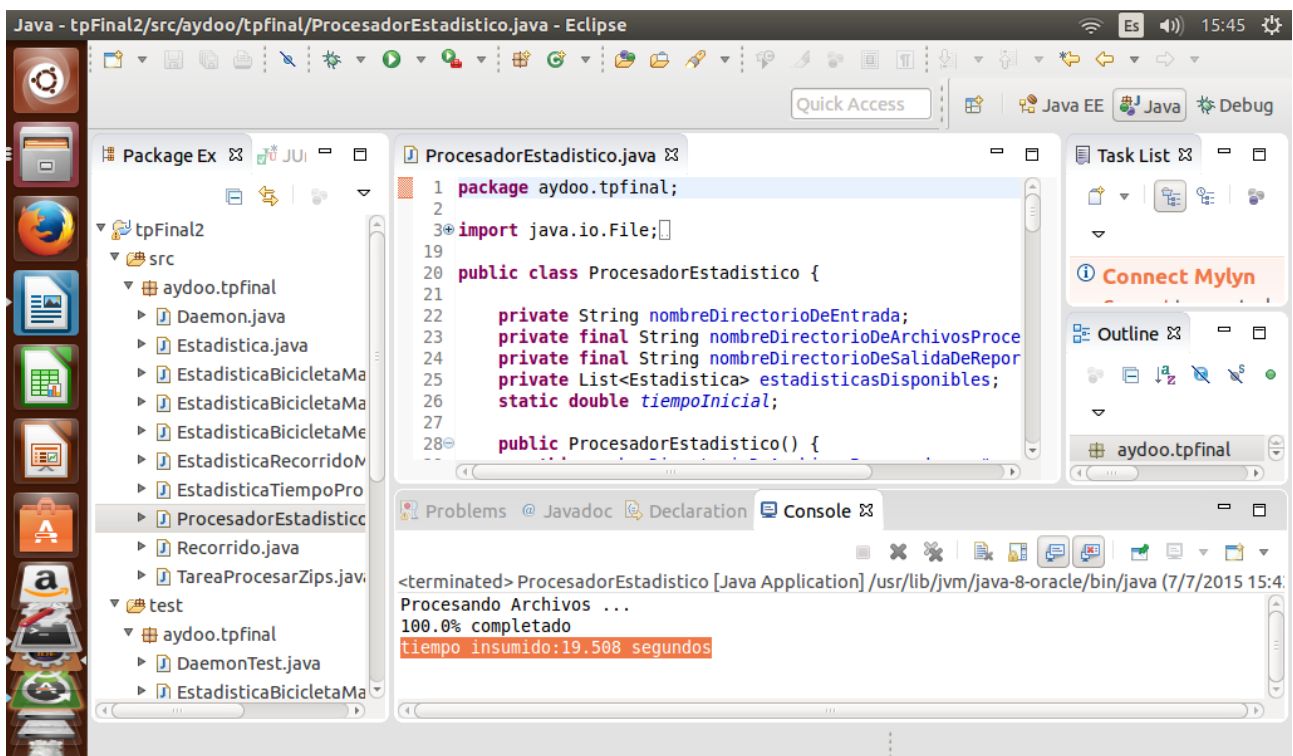 Java - tpFinal2/src/aydoo/tpfinal/ProcesadorEstadistico.java - Eclipse
Es
15:45
Quick Access
Java EE
Java
Debug
Package Ex
ProcesadorEstadistico.java
Task List
tpFinal2
src
aydoo.tpfinal
Daemon.java
Estadistica.java
EstadisticaBicicletaMa
EstadisticaBicicletaMa
EstadisticaBicicletaMe
EstadisticaRecorridoM
EstadisticaTiempoPro
ProcesadorEstadistico
Recorrido.java
TareaProcesarZips.java
test
aydoo.tpfinal
DaemonTest.java
EstadisticaBicicletaMa
1 package aydoo.tpfinal;
2
3 import java.io.File;
19
20 public class ProcesadorEstadistico {
21
22 private String nombreDirectorioDeEntrada;
23 private final String nombreDirectorioDeArchivosProce
24 private final String nombreDirectorioDeSalidaDeRepor
25 private List<Estadistica> estadisticasDisponibles;
26 static double tiempoInicial;
27
28 public ProcesadorEstadistico() {
Connect Mylyn
Outline
aydoo.tpfinal
Problems @ Javadoc Declaration Console
<terminated> ProcesadorEstadistico [Java Application] /usr/lib/jvm/java-8-oracle/bin/java (7/7/2015 15:4
Procesando Archivos ...
100.0% completado
tiempo insumido:19.508 segundos